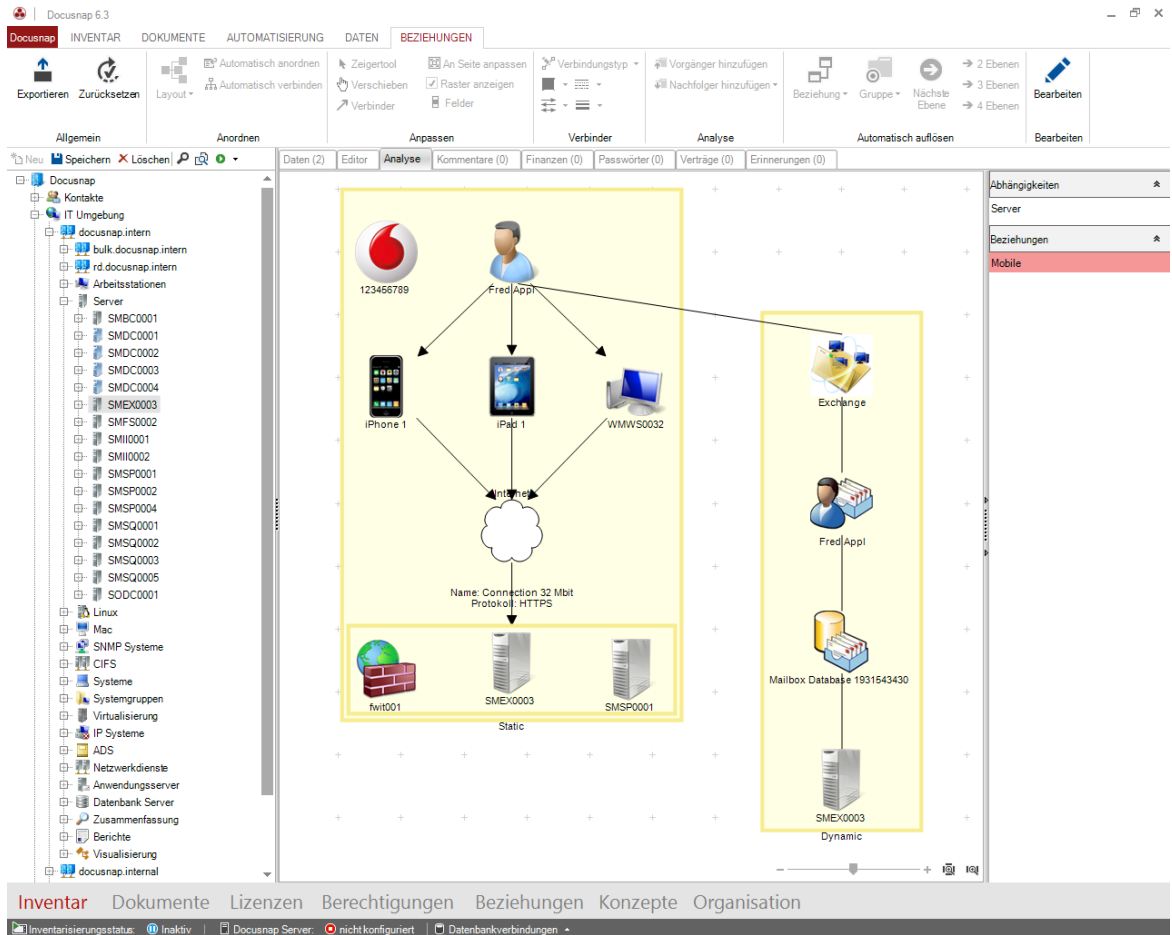 Docusnap 6.3
Docusnap INVENTAR DOKUMENTE AUTOMATISIERUNG DATEN BEZIEHUNGEN
Exportieren Zurücksetzen
Allgemein
Layout
Automatisch anordnen
Automatisch verbinden
Anordnen
Zeigertool
Verschieben
Verbinder
An Seite anpassen
Raster anzeigen
Felder
Anpassen
Verbindungstyp
Verbinder
Vorgänger hinzufügen
Nachfolger hinzufügen
Analyse
Beziehung Gruppe Nächste Ebene
2 Ebenen
3 Ebenen
4 Ebenen
Automatisch auflösen
Bearbeiten
Bearbeiten
Neu Speichern Löschen
Daten (2) Editor Analyse Kommentare (0) Finanzen (0) Passwörter (0) Verträge (0) Erinnerungen (0)
Docusnap
Kontakte
IT Umgebung
docusnap.intern
bulk.docusnap.intern
rd.docusnap.intern
Arbeitsstationen
Server
SMBC0001
SMDC0001
SMDC0002
SMDC0003
SMDC0004
SMEX0003
SMFS0002
SMII0001
SMII0002
SMSP0001
SMSP0002
SMSP0004
SMSQ0001
SMSQ0002
SMSQ0003
SMSQ0005
SODC0001
Linux
Mac
SNMP Systeme
CIFS
Systeme
Systemgruppen
Virtualisierung
IP Systeme
ADS
Netzwerkdienste
Anwendungsserver
Datenbank Server
Zusammenfassung
Berichte
Visualisierung
docusnap.internal
123456789
Fred Appl
iPhone 1
iPad 1
WMWS0032
Internet
Name: Connection 32 Mbit
Protokoll: HTTPS
fwit001
SMEX0003
SMSP0001
Static
Exchange
Fred Appl
Mailbox Database 1931543430
SMEX0003
Dynamic
Abhängigkeiten
Server
Beziehungen
Mobile
Inventar Dokumente Lizenzen Berechtigungen Beziehungen Konzepte Organisation
Inventarisierungsstatus: Inaktiv Docusnap Server: nicht konfiguriert Datenbankverbindungen